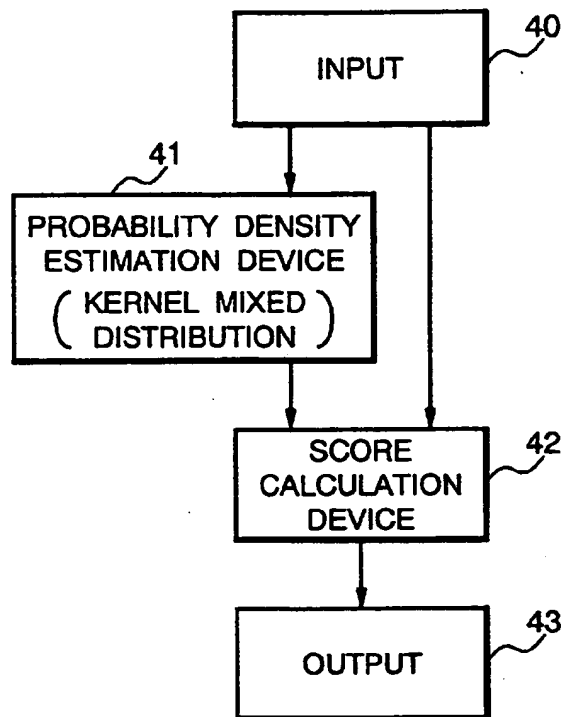 40
INPUT
41
PROBABILITY DENSITY
ESTIMATION DEVICE
( KERNEL MIXED
DISTRIBUTION )
SCORE
CALCULATION
DEVICE
42
OUTPUT
43